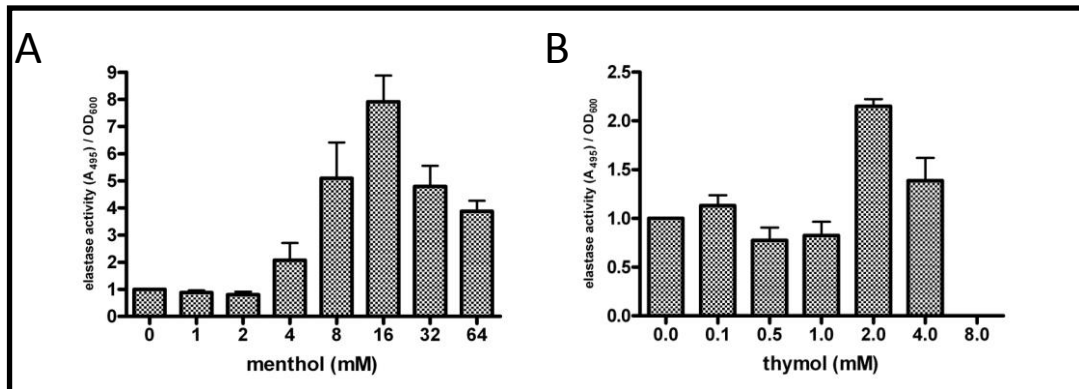 A
elastase activity (A495) / OD600
9
8
7
6
5
4
3
2
1
0
0 1 2 4 8 16 32 64
menthol (mM)
B
elastase activity (A495) / OD600
2.5
2.0
1.5
1.0
0.5
0.0
0.0 0.1 0.5 1.0 2.0 4.0 8.0
thymol (mM)